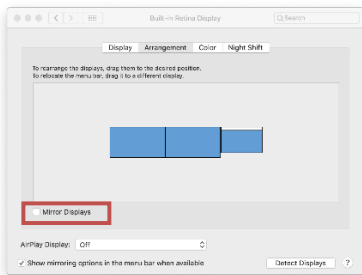 Built-in Retina Display
Search
Display Arrangement Color Night Shift
To rearrange the displays, drag them to the desired position.
To relocate the menu bar, drag it to a different display.
Mirror Displays
AirPlay Display: Off
Show mirroring options in the menu bar when available
Detect Displays ?